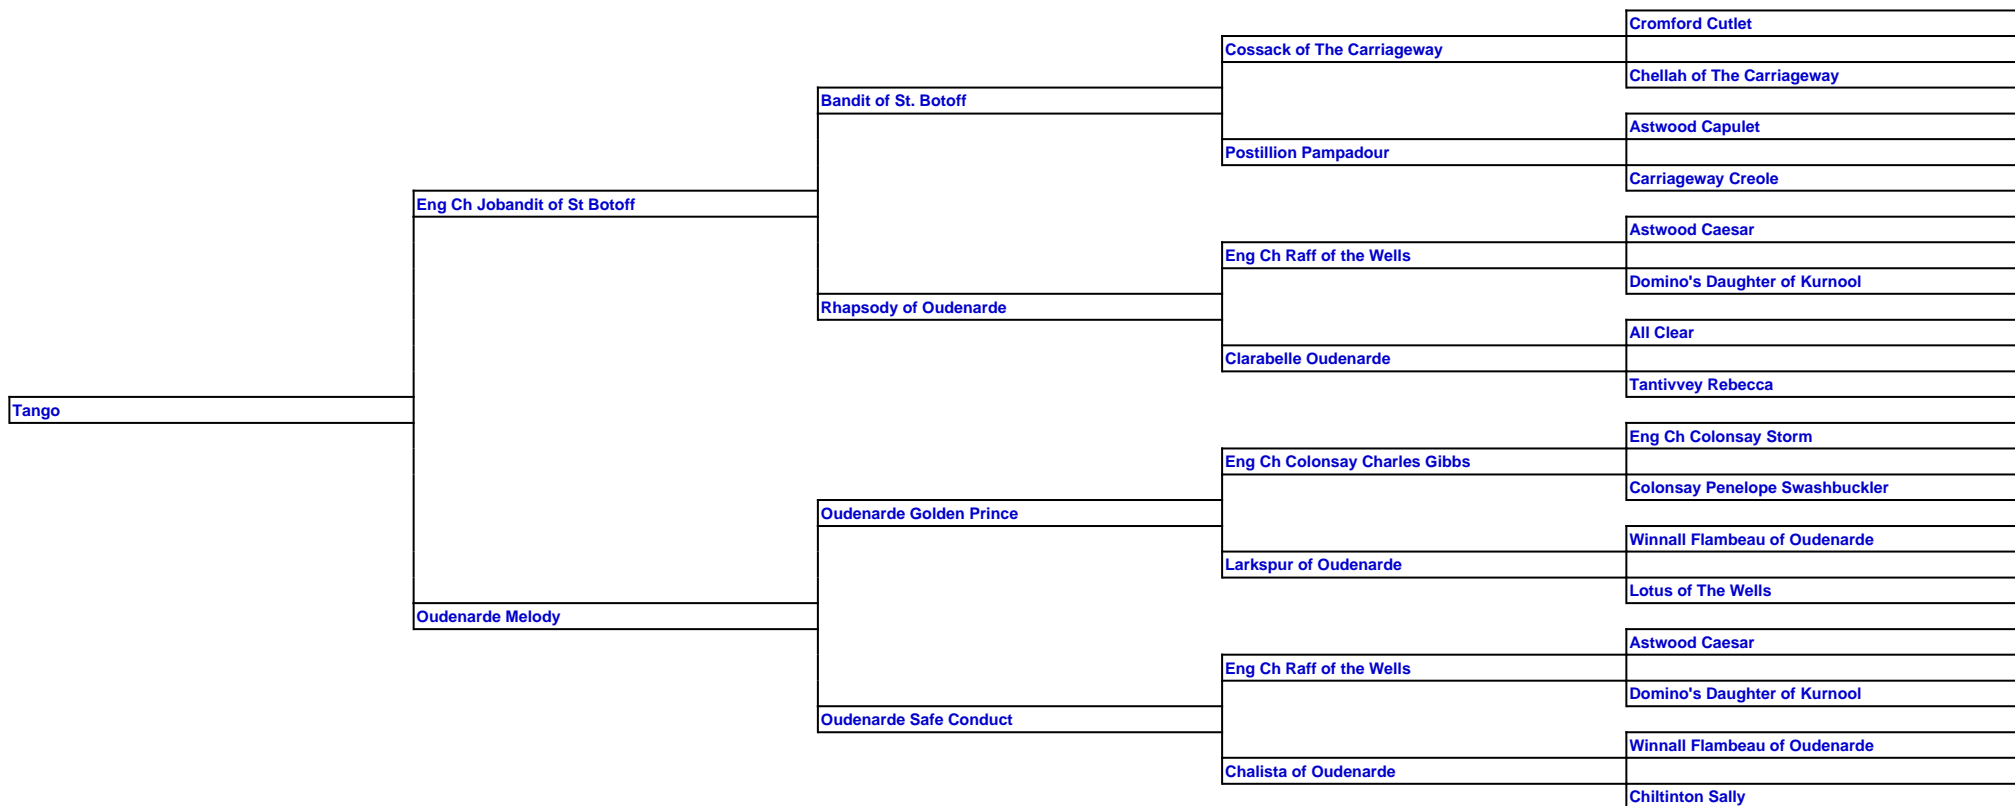 Cromford Cutlet
Cossack of The Carriageway
Chellah of The Carriageway
Bandit of St. Botoff
Astwood Capulet
Postillion Pampadour
Carriageway Creole
Eng Ch Jobandit of St Botoff
Astwood Caesar
Eng Ch Raff of the Wells
Domino's Daughter of Kurnool
Rhapsody of Oudenarde
All Clear
Clarabelle Oudenarde
Tantivvey Rebecca
Tango
Eng Ch Colonsay Storm
Eng Ch Colonsay Charles Gibbs
Colonsay Penelope Swashbuckler
Oudenarde Golden Prince
Winnall Flambeau of Oudenarde
Larkspur of Oudenarde
Lotus of The Wells
Oudenarde Melody
Astwood Caesar
Eng Ch Raff of the Wells
Domino's Daughter of Kurnool
Oudenarde Safe Conduct
Winnall Flambeau of Oudenarde
Chalista of Oudenarde
Chiltinton Sally